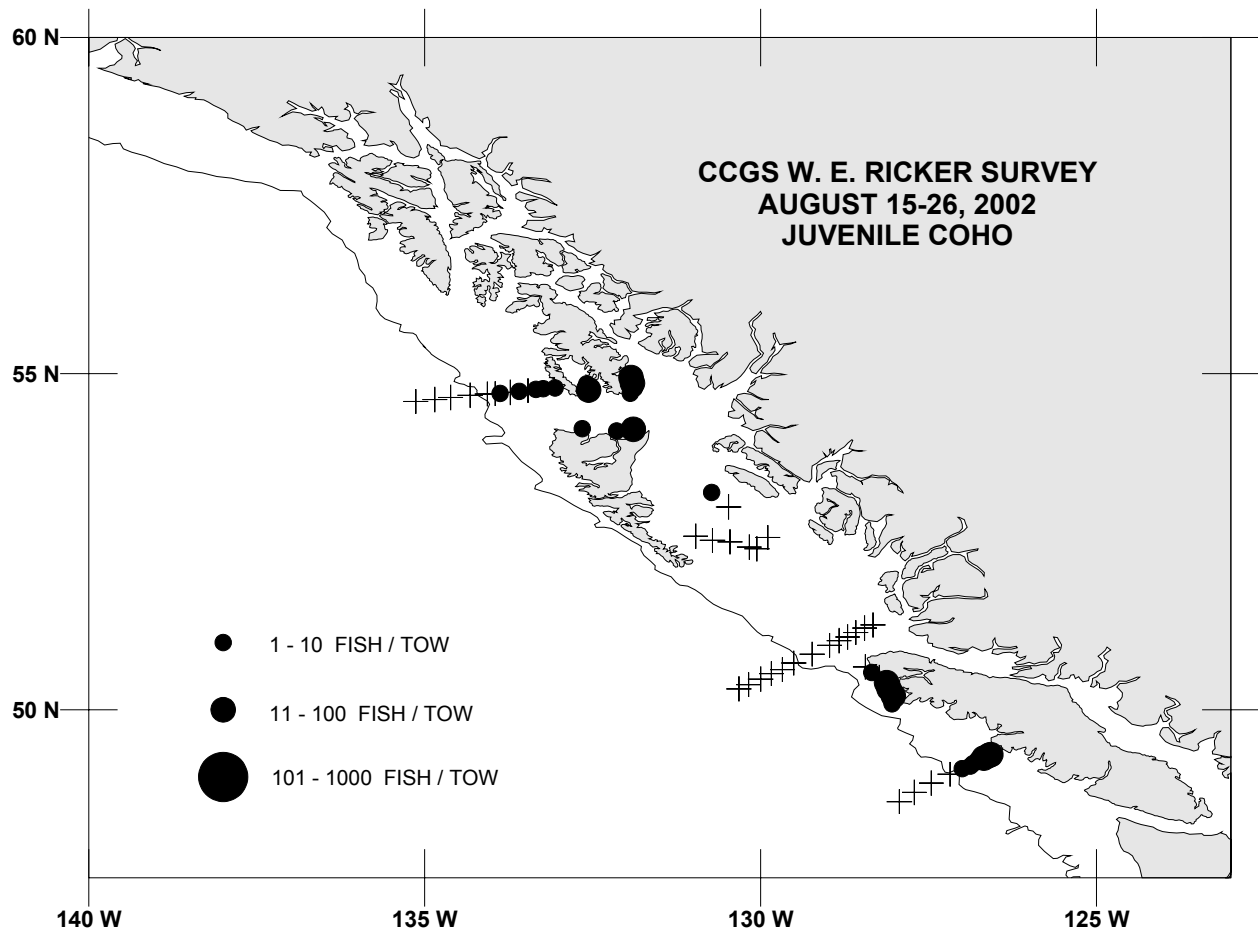 60 N
CCGS W. E. RICKER SURVEY
AUGUST 15-26, 2002
JUVENILE COHO
55 N
1 - 10 FISH / TOW
50 N
11 - 100 FISH / TOW
101 - 1000 FISH / TOW
140 W
135 W
130 W
125 W